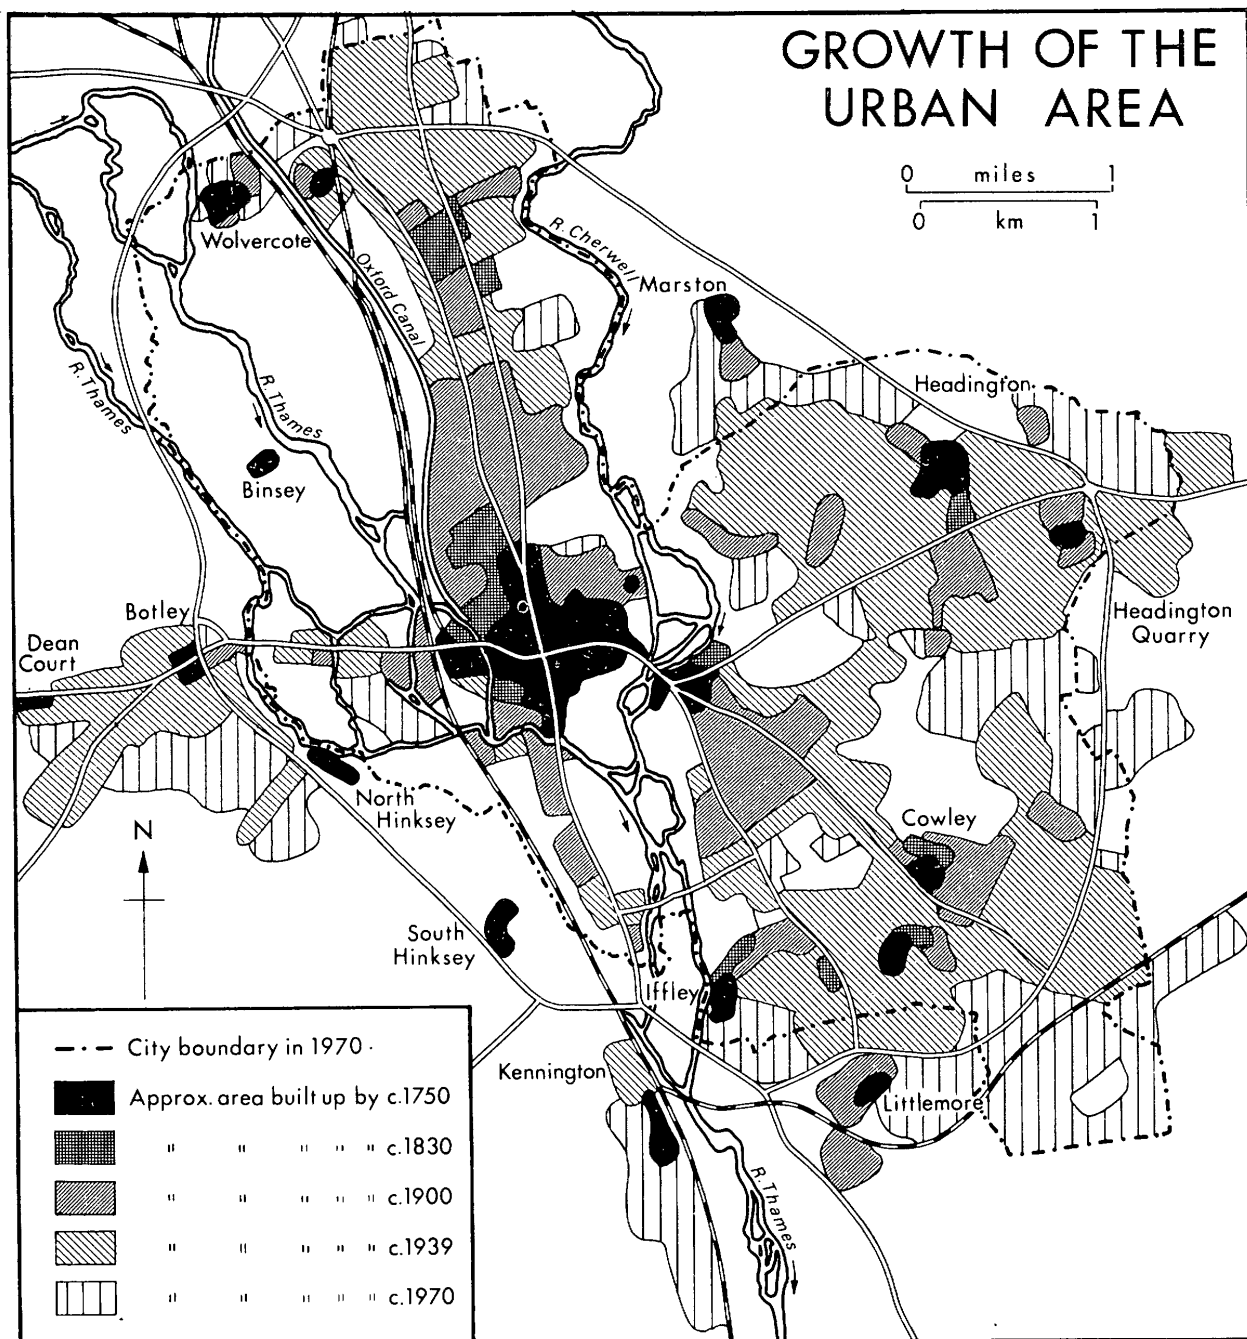 GROWTH OF THE
URBAN AREA
0 miles 1
0 km 1
Wolvercote
Oxford Canal
R. Cherwell
Marston
R. Thames
R. Thames
Headington
Binsey
Botley
Dean
Court
Headington
Quarry
North
Hinksey
Cowley
N
South
Hinksey
Iffley
Kennington
Littlemore
R. Thames
City boundary in 1970
Approx. area built up by c.1750
" " " " " c.1830
" " " " " c.1900
" " " " " c.1939
" " " " " c.1970